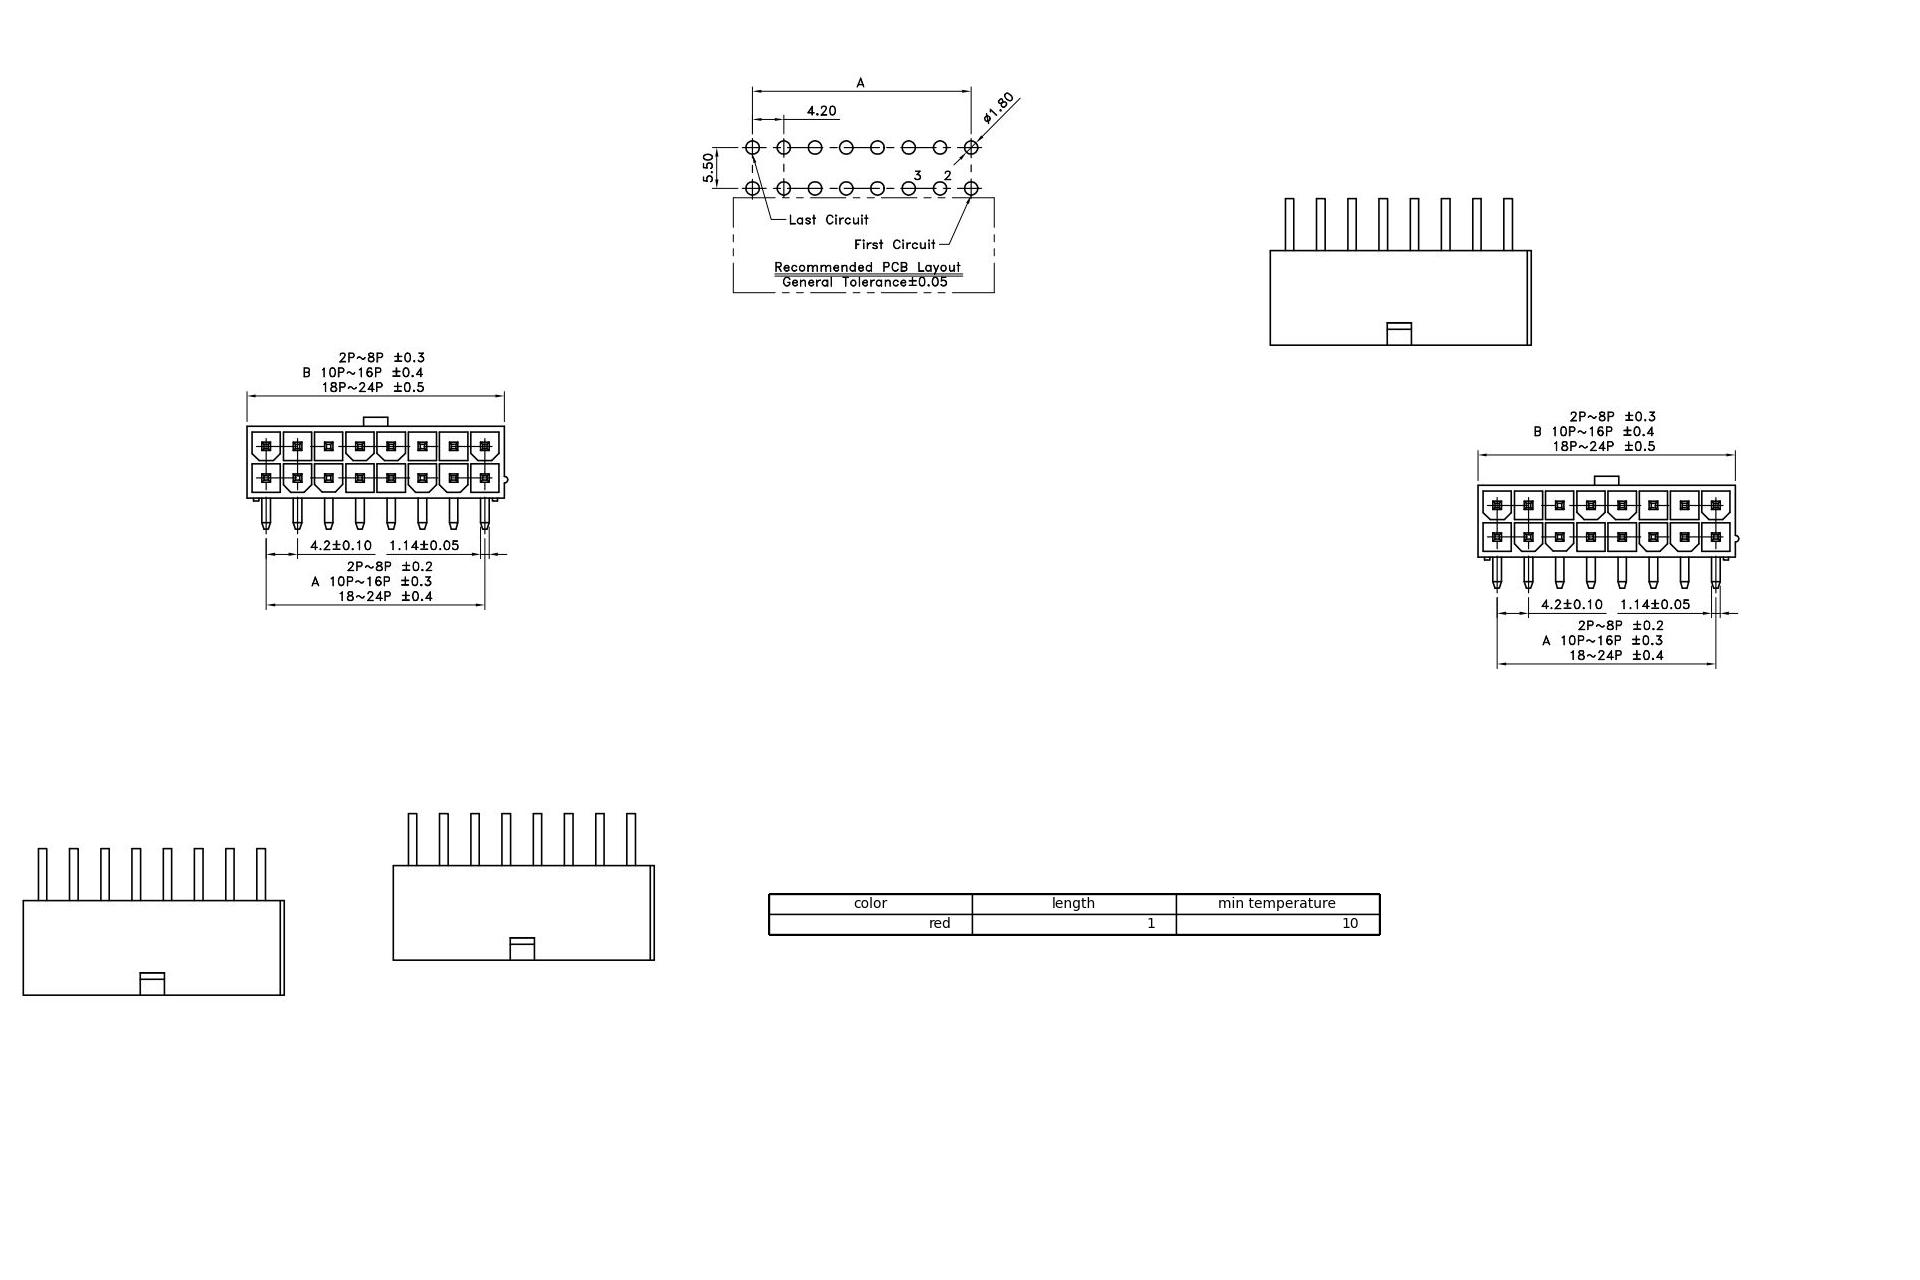 A
4.20
ø1.80
5.50
3 2
Last Circuit
First Circuit
Recommended PCB Layout
General Tolerance±0.05
2P~8P ±0.3
B 10P~16P ±0.4
18P~24P ±0.5
4.2±0.10 1.14±0.05
2P~8P ±0.2
A 10P~16P ±0.3
18~24P ±0.4
2P~8P ±0.3
B 10P~16P ±0.4
18P~24P ±0.5
4.2±0.10 1.14±0.05
2P~8P ±0.2
A 10P~16P ±0.3
18~24P ±0.4
color length min temperature
red 1 10